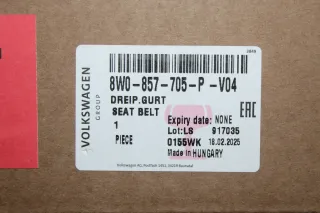 VOLKSWAGEN
GROUP
8W0-857-705-P -V04
DREIP.GURT
SEAT BELT
1
PIECE
Expiry date: NONE
Lot:LS 917035
0155WK 18.02.2025
Made in HUNGARY
EAC